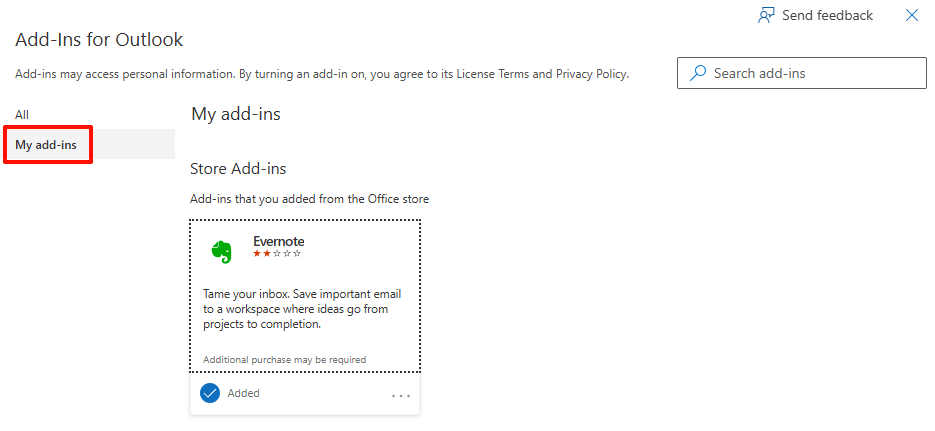 Send feedback
Add-Ins for Outlook
Add-ins may access personal information. By turning an add-in on, you agree to its License Terms and Privacy Policy.
Search add-ins
All
My add-ins
My add-ins
Store Add-ins
Add-ins that you added from the Office store
Evernote
Tame your inbox. Save important email
to a workspace where ideas go from
projects to completion.
Additional purchase may be required
Added